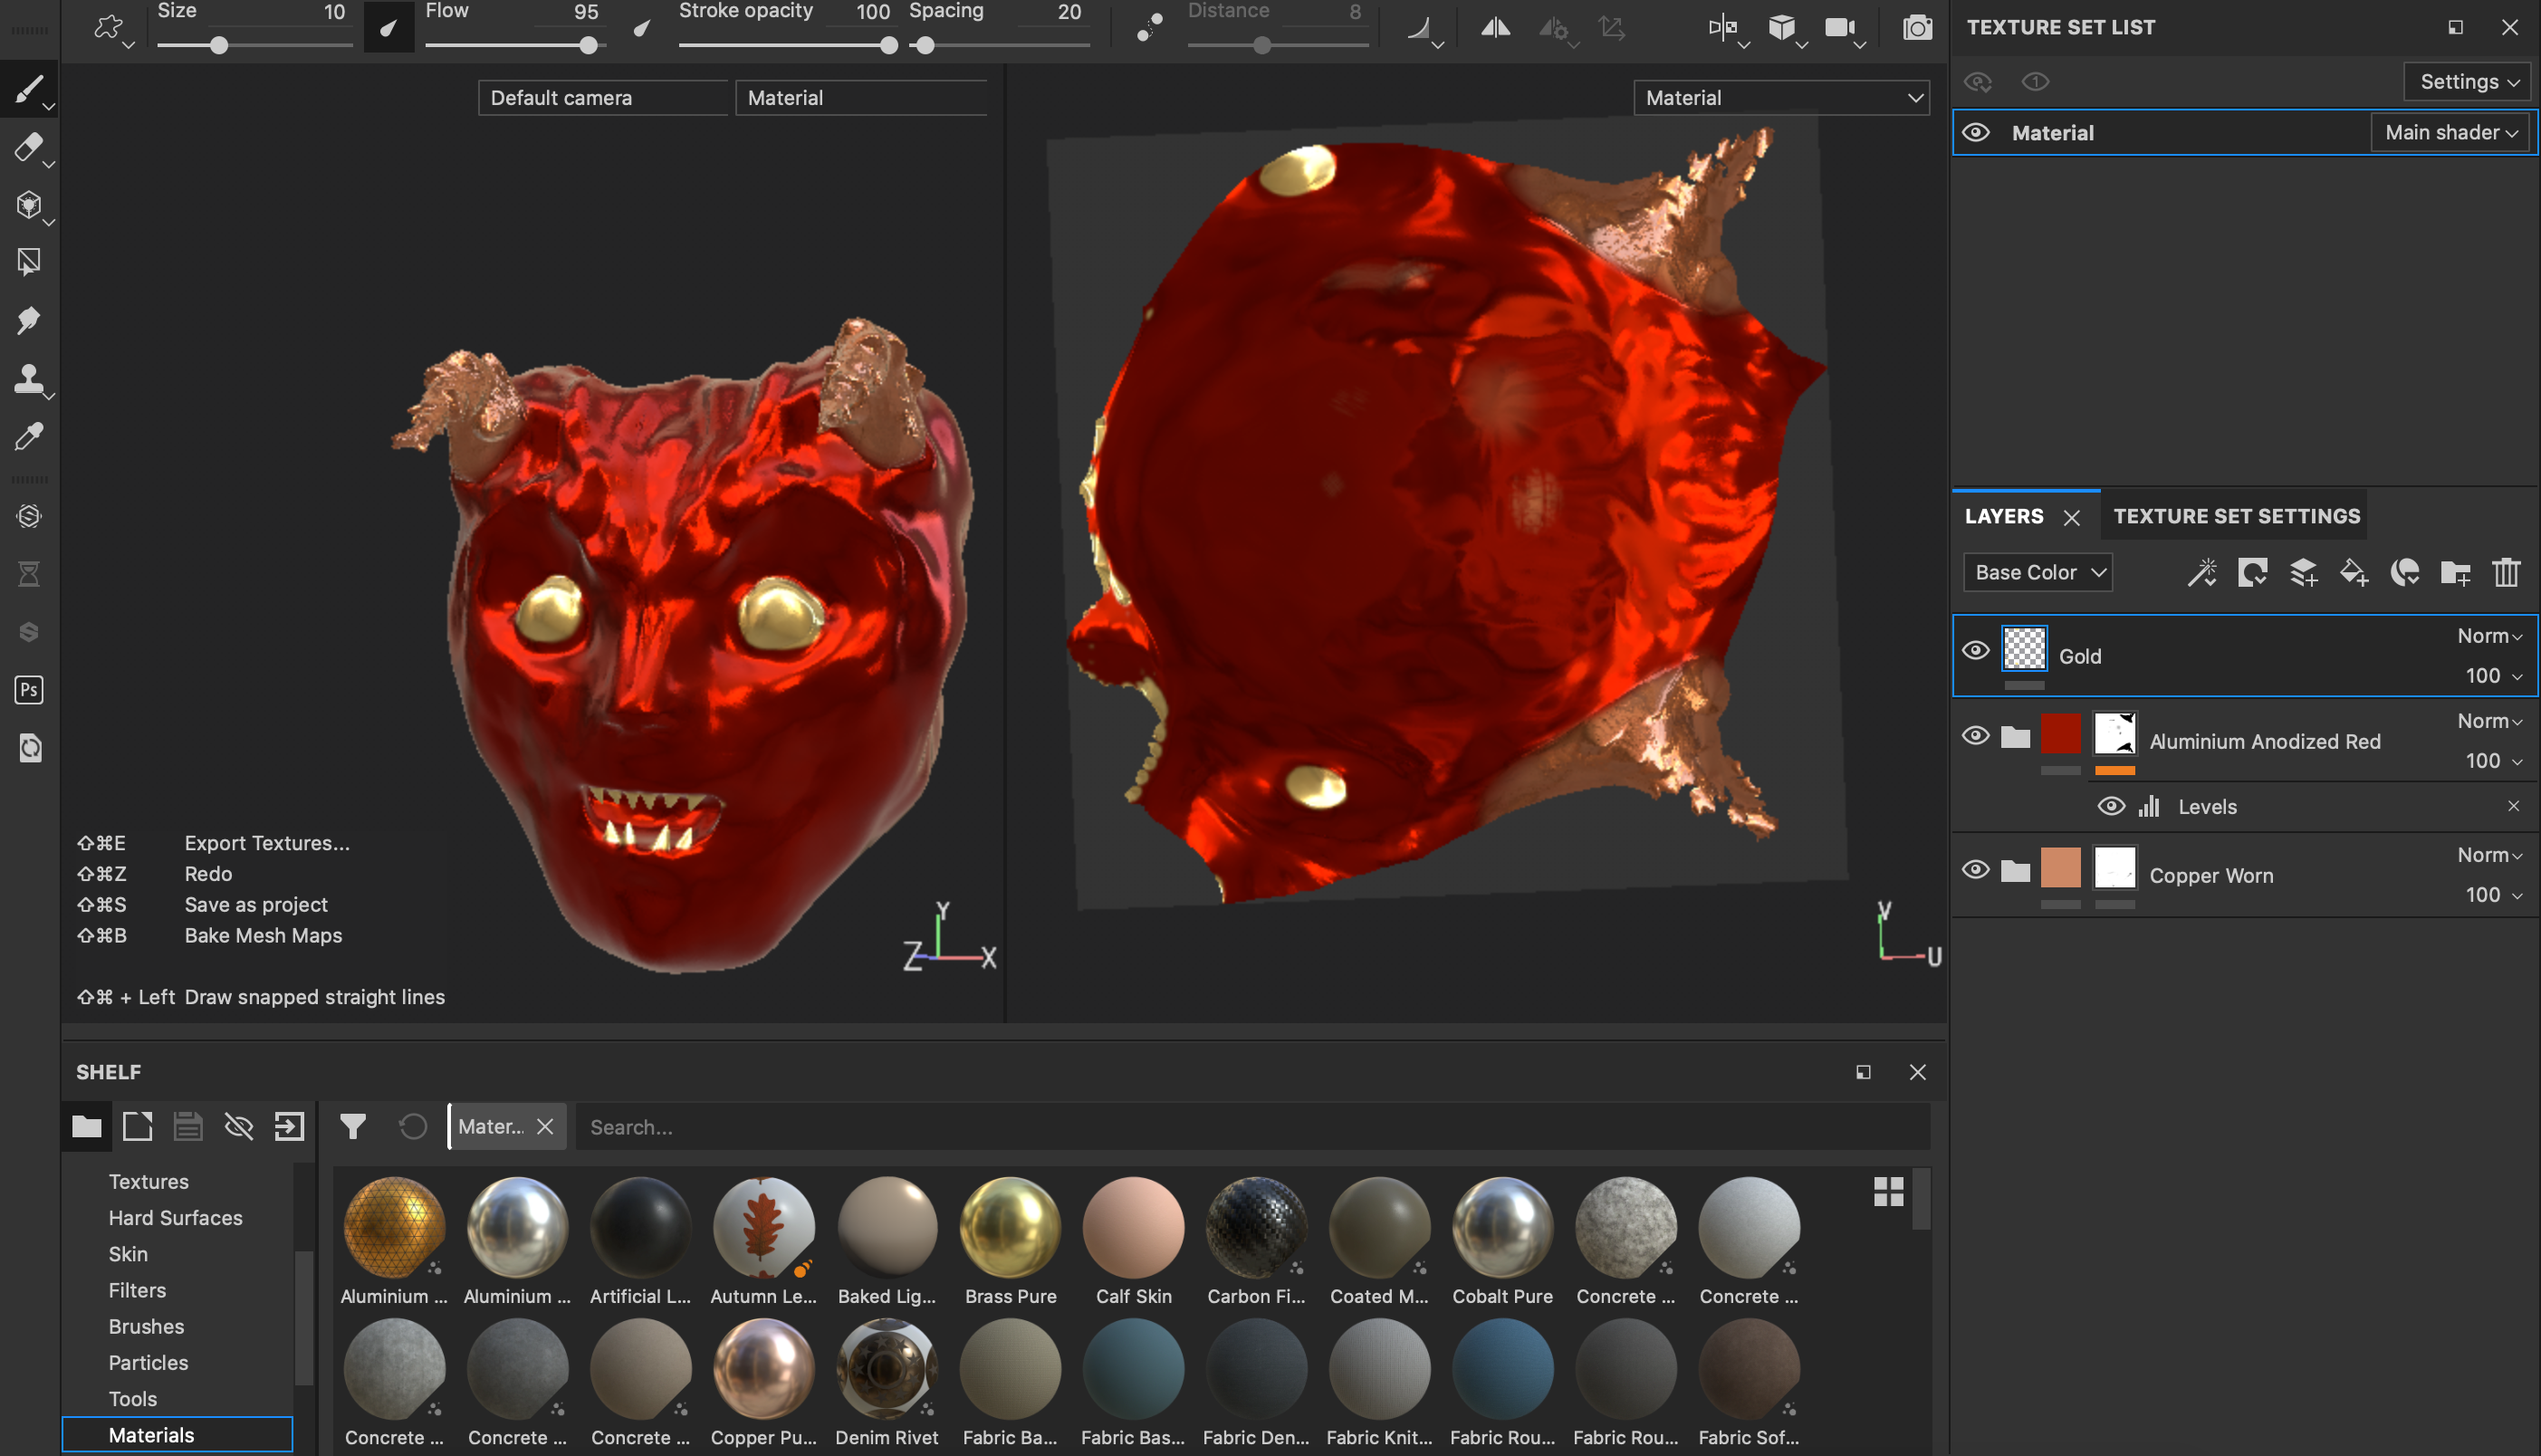 Size 10 Flow 95 Stroke opacity 100 Spacing 20 Distance 8
TEXTURE SET LIST
Default camera Material
Material
Settings
Material Main shader
LAYERS TEXTURE SET SETTINGS
Base Color
Norm
Gold
100
Norm
Aluminium Anodized Red
100
Levels
Norm
Copper Worn
100
Ps
⇧⌘E Export Textures...
⇧⌘Z Redo
⇧⌘S Save as project
⇧⌘B Bake Mesh Maps
⇧⌘ + Left Draw snapped straight lines
Y
Z X
V
U
SHELF
Mater... Search...
Textures
Hard Surfaces
Skin
Filters
Brushes
Particles
Tools
Materials
Aluminium ... Aluminium ... Artificial L... Autumn Le... Baked Lig... Brass Pure Calf Skin Carbon Fi... Coated M... Cobalt Pure Concrete ... Concrete ...
Concrete ... Concrete ... Concrete ... Copper Pu... Denim Rivet Fabric Ba... Fabric Bas... Fabric Den... Fabric Knit... Fabric Rou... Fabric Rou... Fabric Sof...